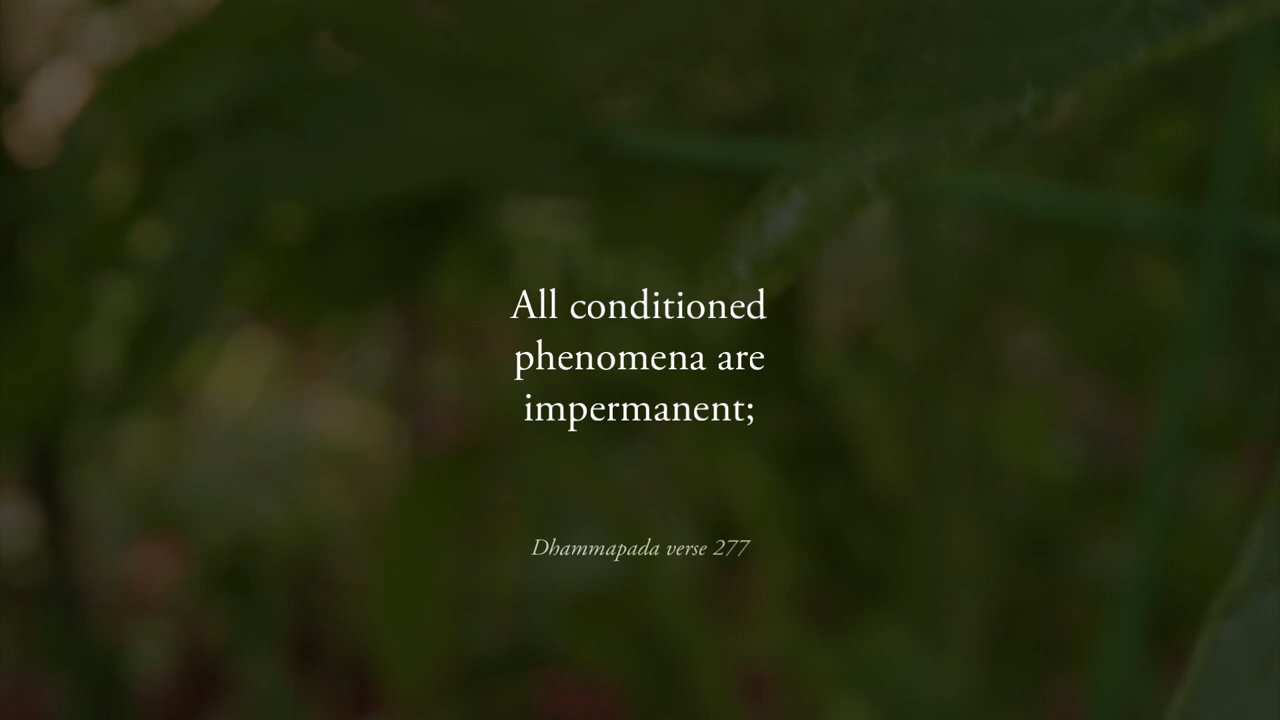 All conditioned
phenomena are
impermanent;
Dhammapada verse 277